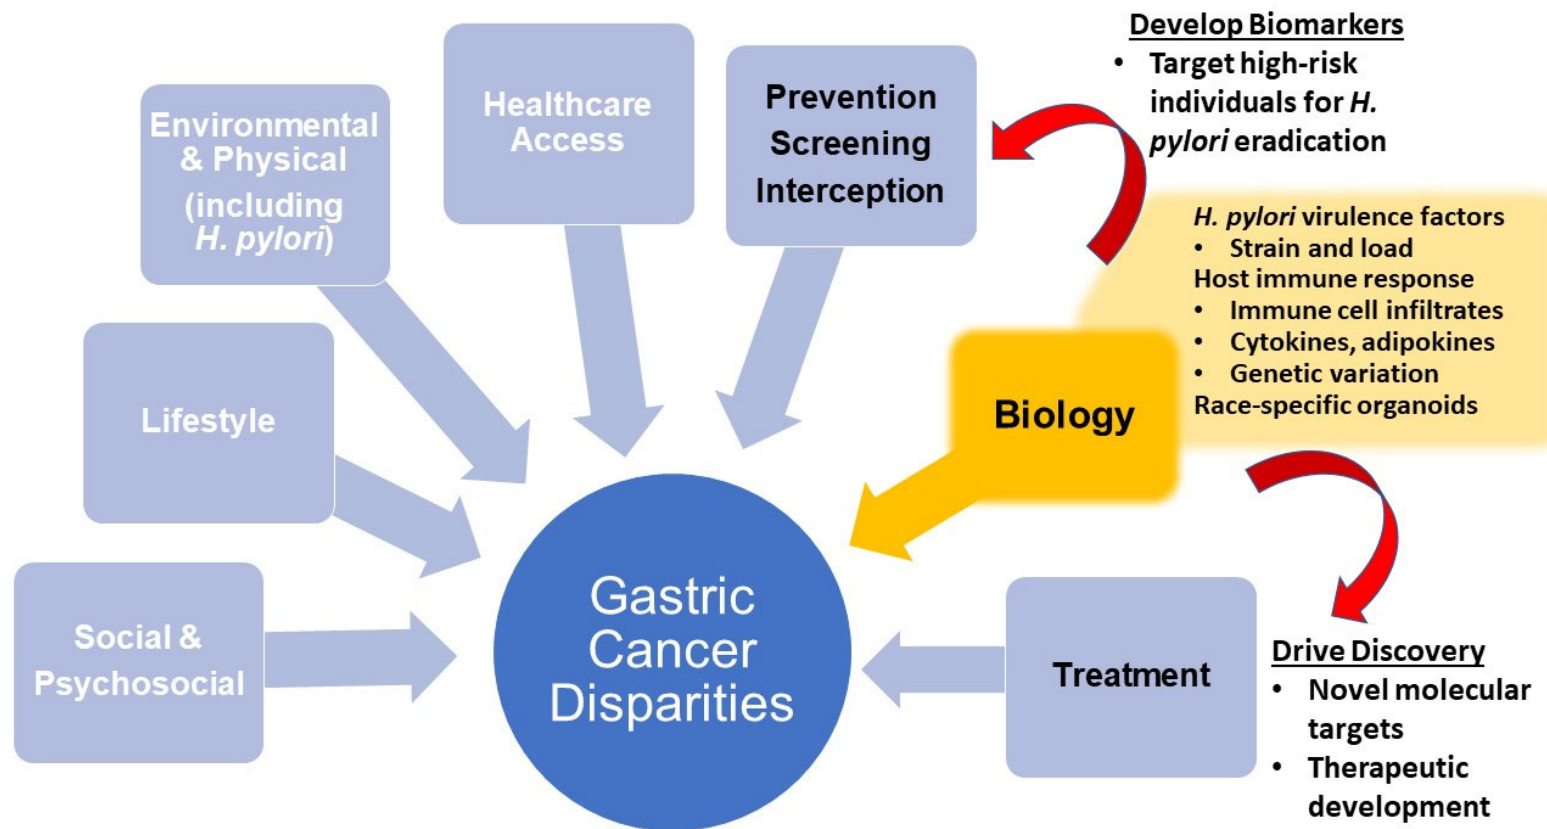 Develop Biomarkers
• Target high-risk
individuals for H.
pylori eradication
Environmental
& Physical
(including
H. pylori)
Healthcare
Access
Prevention
Screening
Interception
H. pylori virulence factors
• Strain and load
Host immune response
• Immune cell infiltrates
• Cytokines, adipokines
• Genetic variation
Race-specific organoids
Lifestyle
Biology
Social &
Psychosocial
Gastric
Cancer
Disparities
Treatment
Drive Discovery
• Novel molecular
targets
• Therapeutic
development